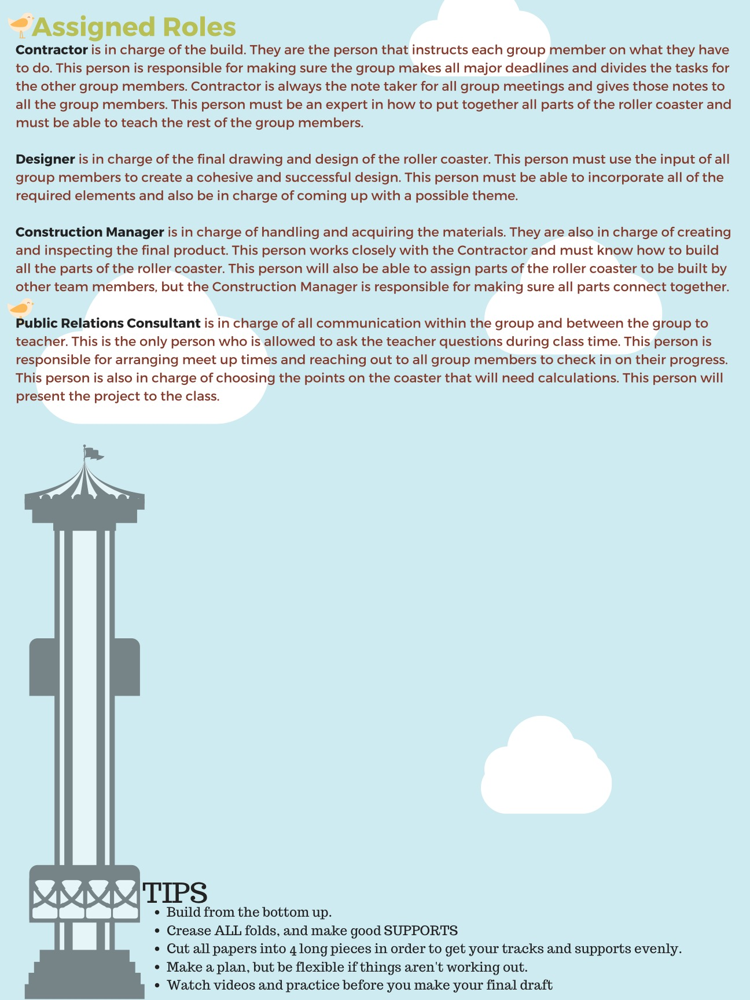 Assigned Roles
Contractor is in charge of the build. They are the person that instructs each group member on what they have
to do. This person is responsible for making sure the group makes all major deadlines and divides the tasks for
the other group members. Contractor is always the note taker for all group meetings and gives those notes to
all the group members. This person must be an expert in how to put together all parts of the roller coaster and
must be able to teach the rest of the group members.
Designer is in charge of the final drawing and design of the roller coaster. This person must use the input of all
group members to create a cohesive and successful design. This person must be able to incorporate all of the
required elements and also be in charge of coming up with a possible theme.
Construction Manager is in charge of handling and acquiring the materials. They are also in charge of creating
and inspecting the final product. This person works closely with the Contractor and must know how to build
all the parts of the roller coaster. This person will also be able to assign parts of the roller coaster to be built by
other team members, but the Construction Manager is responsible for making sure all parts connect together.
Public Relations Consultant is in charge of all communication within the group and between the group to
teacher. This is the only person who is allowed to ask the teacher questions during class time. This person is
responsible for arranging meet up times and reaching out to all group members to check in on their progress.
This person is also in charge of choosing the points on the coaster that will need calculations. This person will
present the project to the class.
TIPS
• Build from the bottom up.
• Crease ALL folds, and make good SUPPORTS
• Cut all papers into 4 long pieces in order to get your tracks and supports evenly.
• Make a plan, but be flexible if things aren't working out.
• Watch videos and practice before you make your final draft